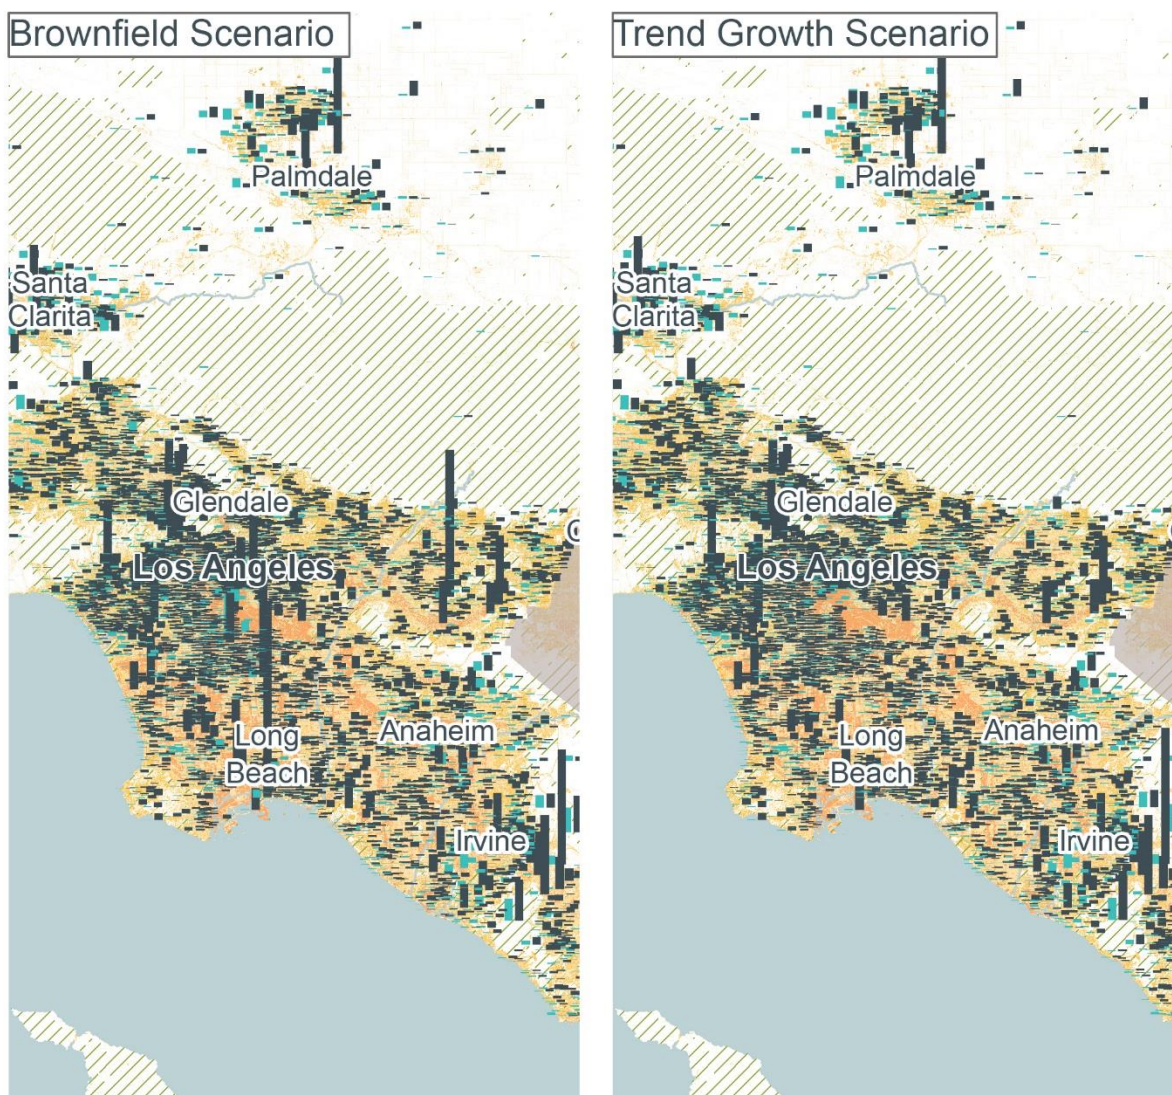 Brownfield Scenario
Palmdale
Santa
Clarita
Glendale
Los Angeles
Long
Beach
Anaheim
Irvine
Trend Growth Scenario
Palmdale
Santa
Clarita
Glendale
Los Angeles
Long
Beach
Anaheim
Irvine